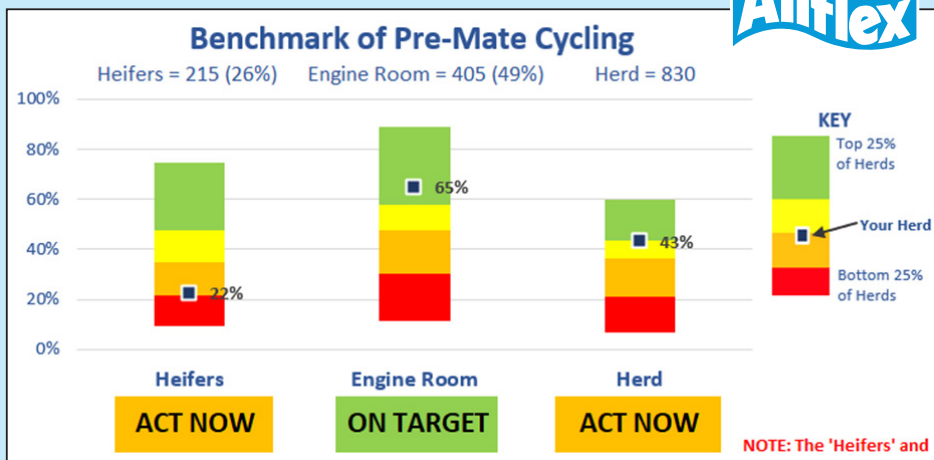 Allflex
Benchmark of Pre-Mate Cycling
Heifers = 215 (26%) Engine Room = 405 (49%) Herd = 830
100%
80%
60%
40%
20%
0%
22%
65%
43%
Heifers Engine Room Herd
ACT NOW ON TARGET ACT NOW
KEY
Top 25%
of Herds
Your Herd
Bottom 25%
of Herds
NOTE: The 'Heifers' and